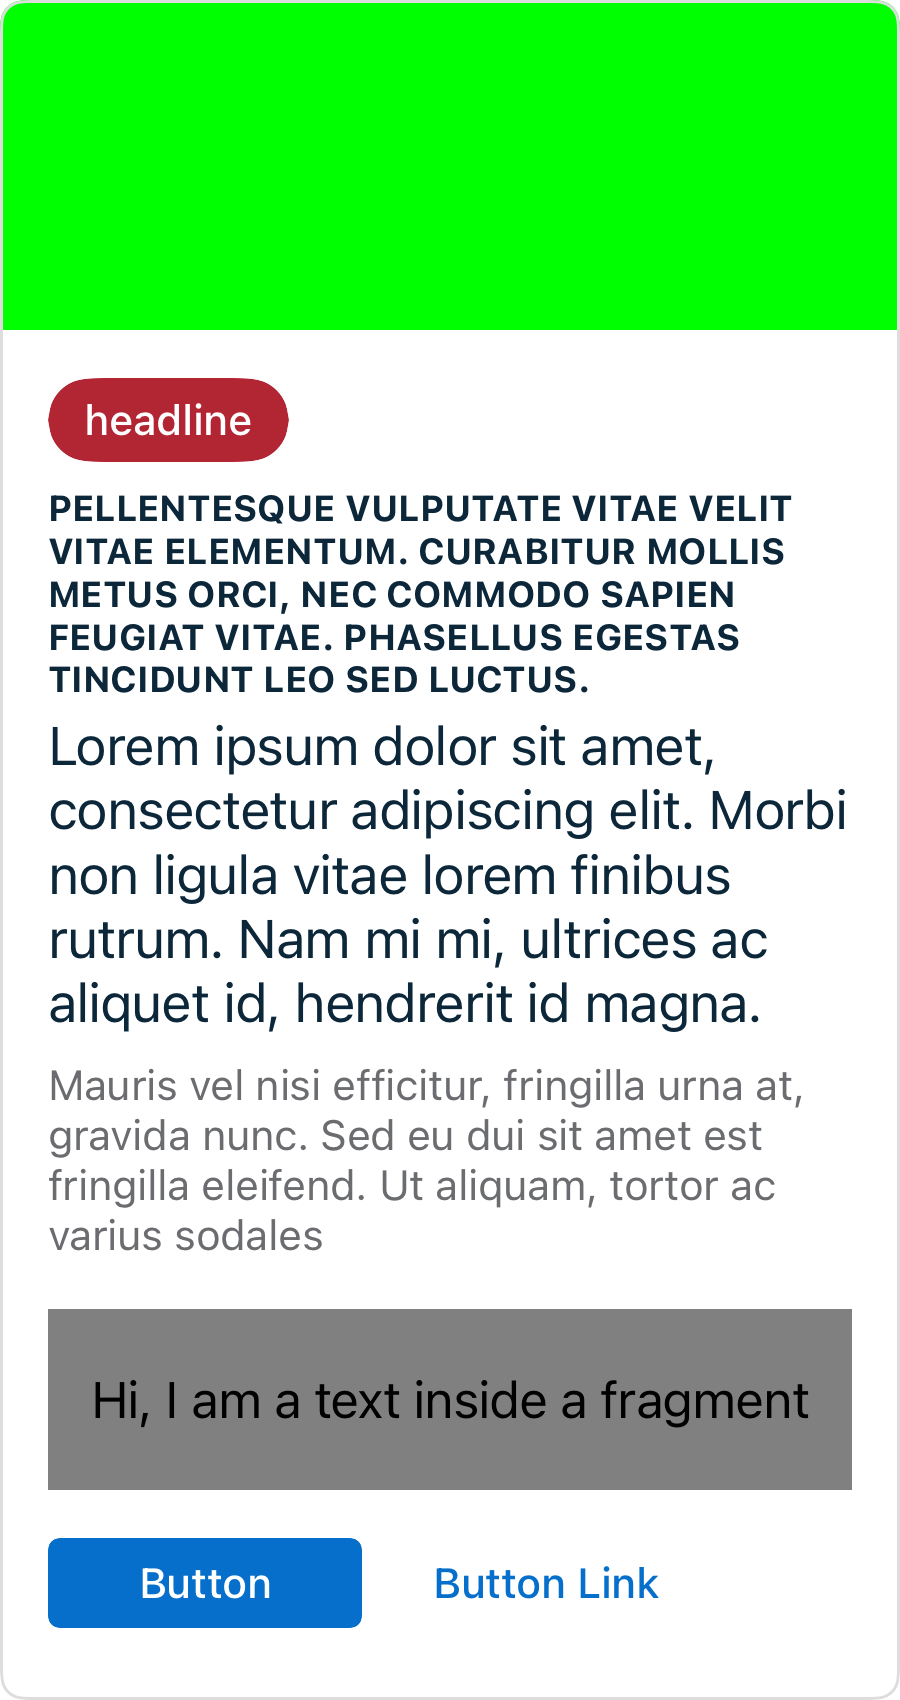 headline
PELLENTESQUE VULPUTATE VITAE VELIT
VITAE ELEMENTUM. CURABITUR MOLLIS
METUS ORCI, NEC COMMODO SAPIEN
FEUGIAT VITAE. PHASELLUS EGESTAS
TINCIDUNT LEO SED LUCTUS.
Lorem ipsum dolor sit amet,
consectetur adipiscing elit. Morbi
non ligula vitae lorem finibus
rutrum. Nam mi mi, ultrices ac
aliquet id, hendrerit id magna.
Mauris vel nisi efficitur, fringilla urna at,
gravida nunc. Sed eu dui sit amet est
fringilla eleifend. Ut aliquam, tortor ac
varius sodales
Hi, I am a text inside a fragment
Button Button Link